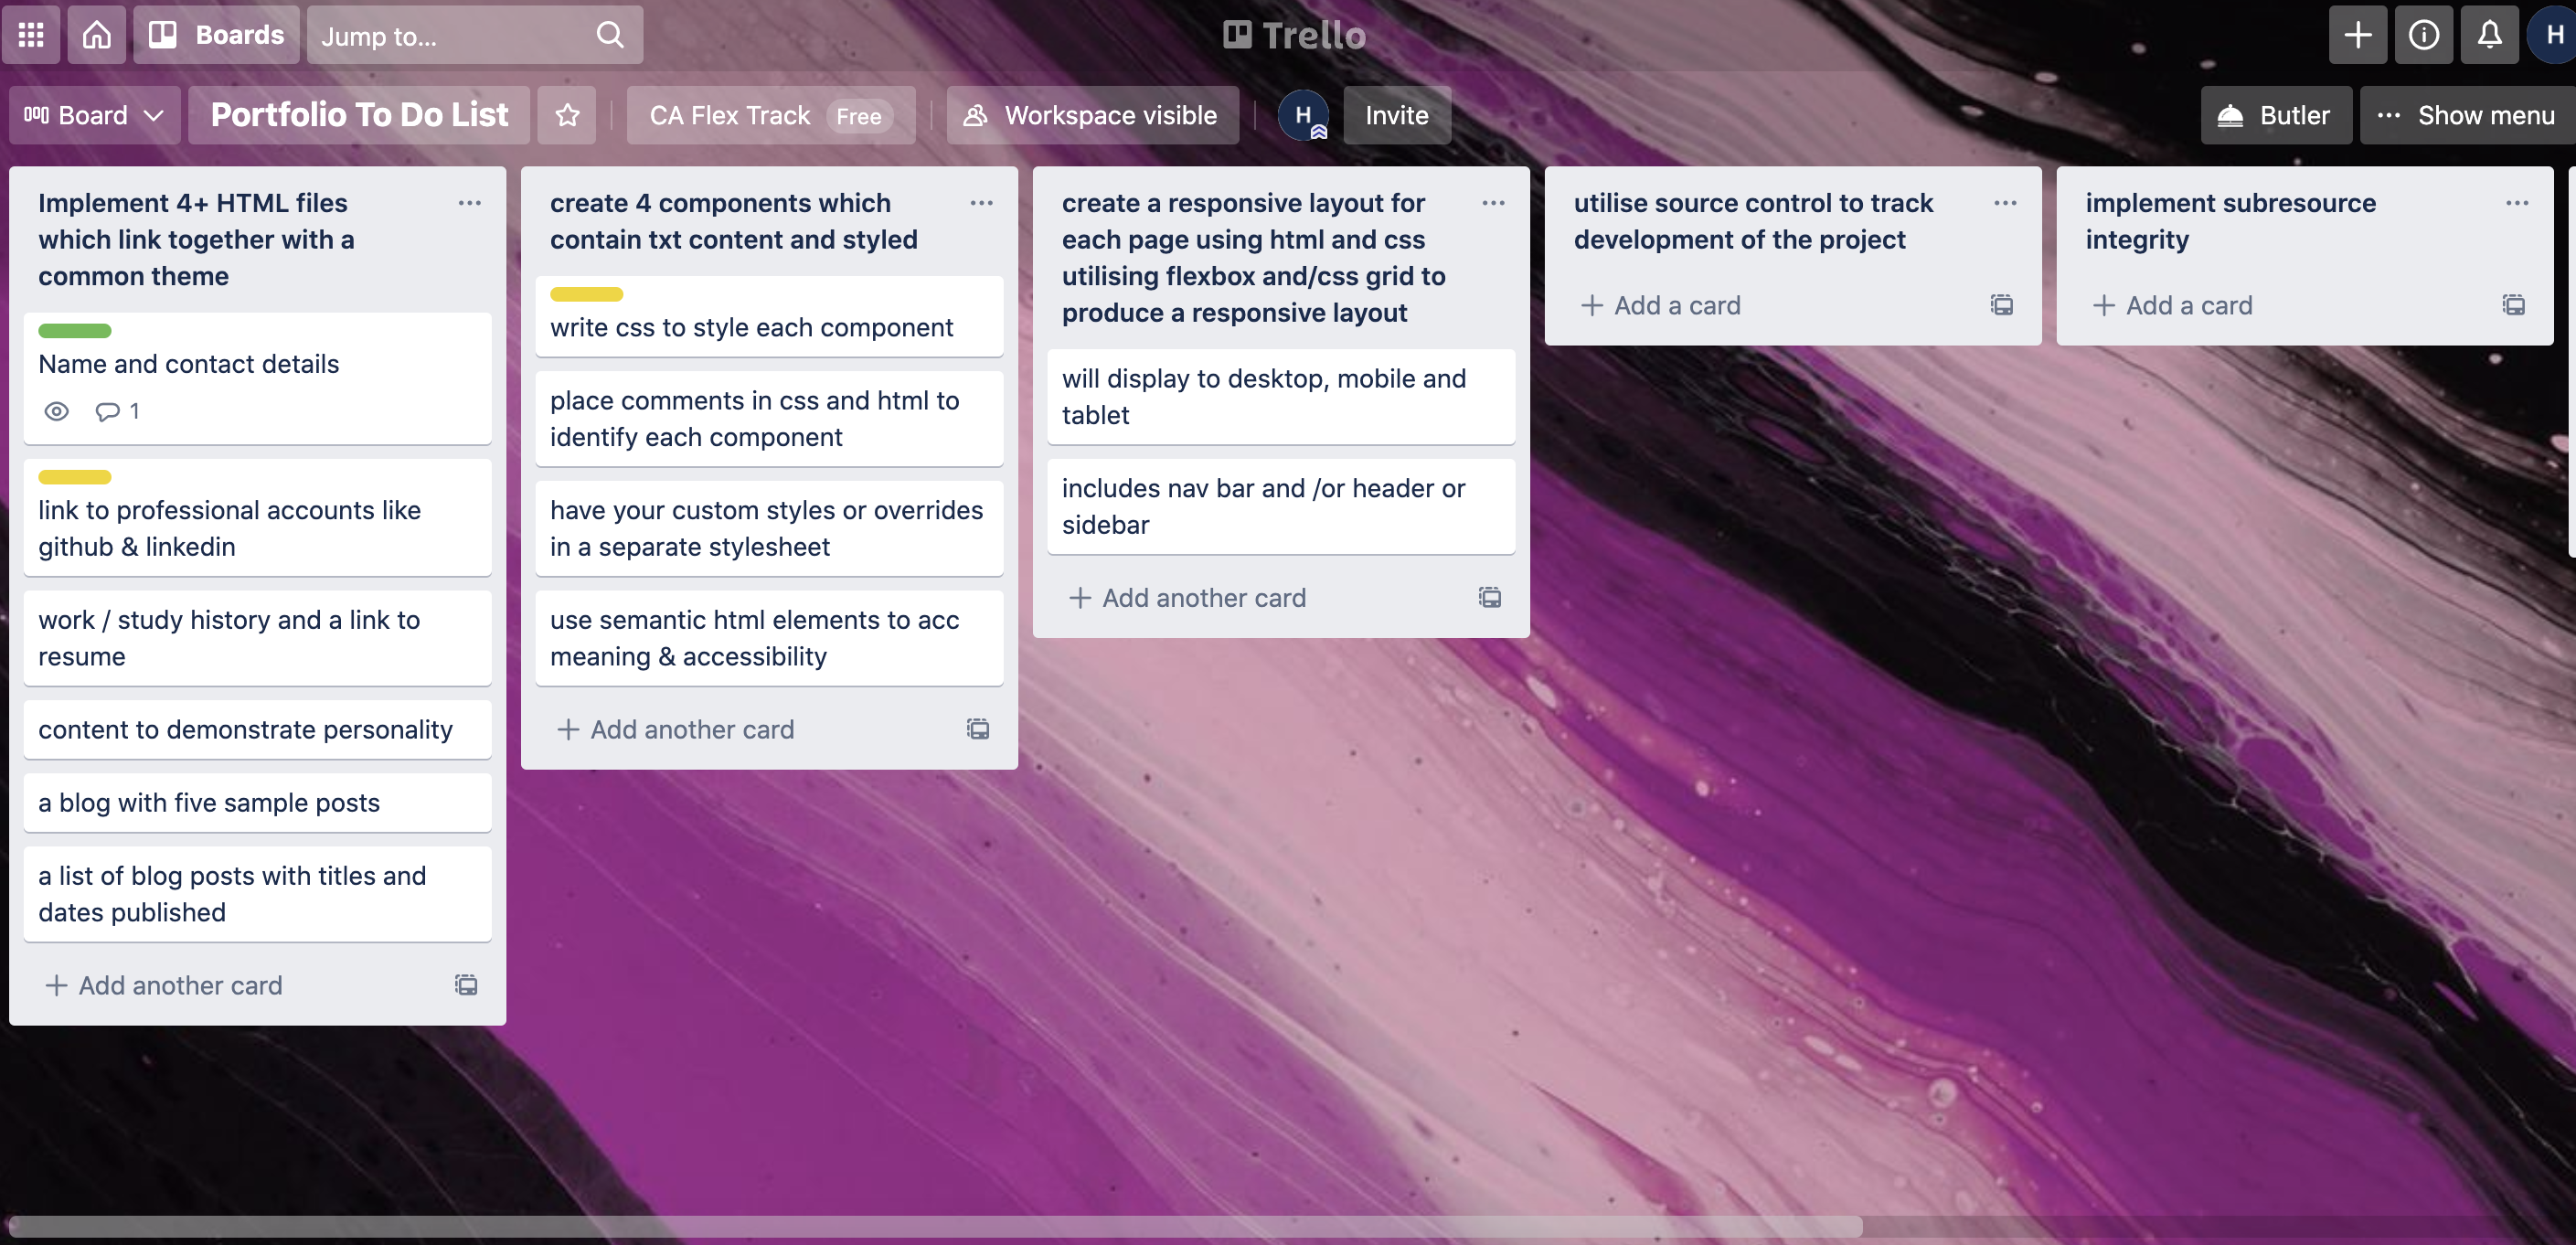 Boards
Jump to...
Trello
H
Board
Portfolio To Do List
CA Flex Track Free
Workspace visible
H
Invite
Butler
Show menu
Implement 4+ HTML files
which link together with a
common theme
Name and contact details
1
link to professional accounts like
github & linkedin
work / study history and a link to
resume
content to demonstrate personality
a blog with five sample posts
a list of blog posts with titles and
dates published
Add another card
create 4 components which
contain txt content and styled
write css to style each component
place comments in css and html to
identify each component
have your custom styles or overrides
in a separate stylesheet
use semantic html elements to acc
meaning & accessibility
Add another card
create a responsive layout for
each page using html and css
utilising flexbox and/css grid to
produce a responsive layout
will display to desktop, mobile and
tablet
includes nav bar and /or header or
sidebar
Add another card
utilise source control to track
development of the project
Add a card
implement subresource
integrity
Add a card